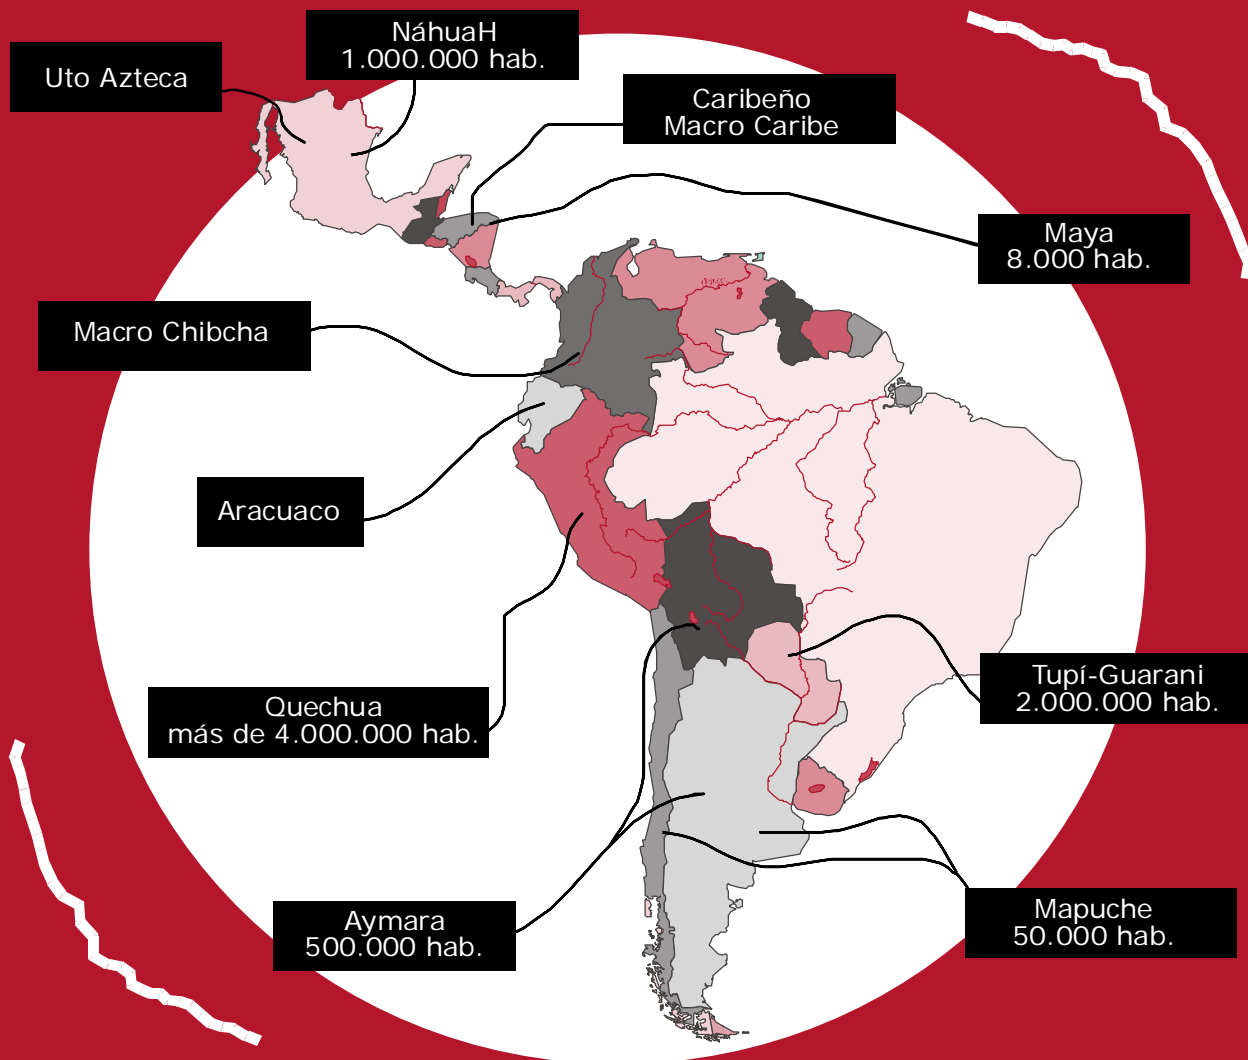 NáhuaH
1.000.000 hab.
Uto Azteca
Caribeño
Macro Caribe
Maya
8.000 hab.
Macro Chibcha
Aracuaco
Tupí-Guarani
2.000.000 hab.
Quechua
más de 4.000.000 hab.
Mapuche
50.000 hab.
Aymara
500.000 hab.